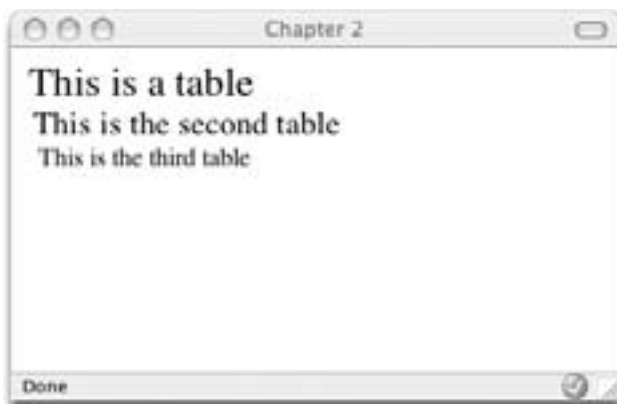 Chapter 2
This is a table
This is the second table
This is the third table
Done